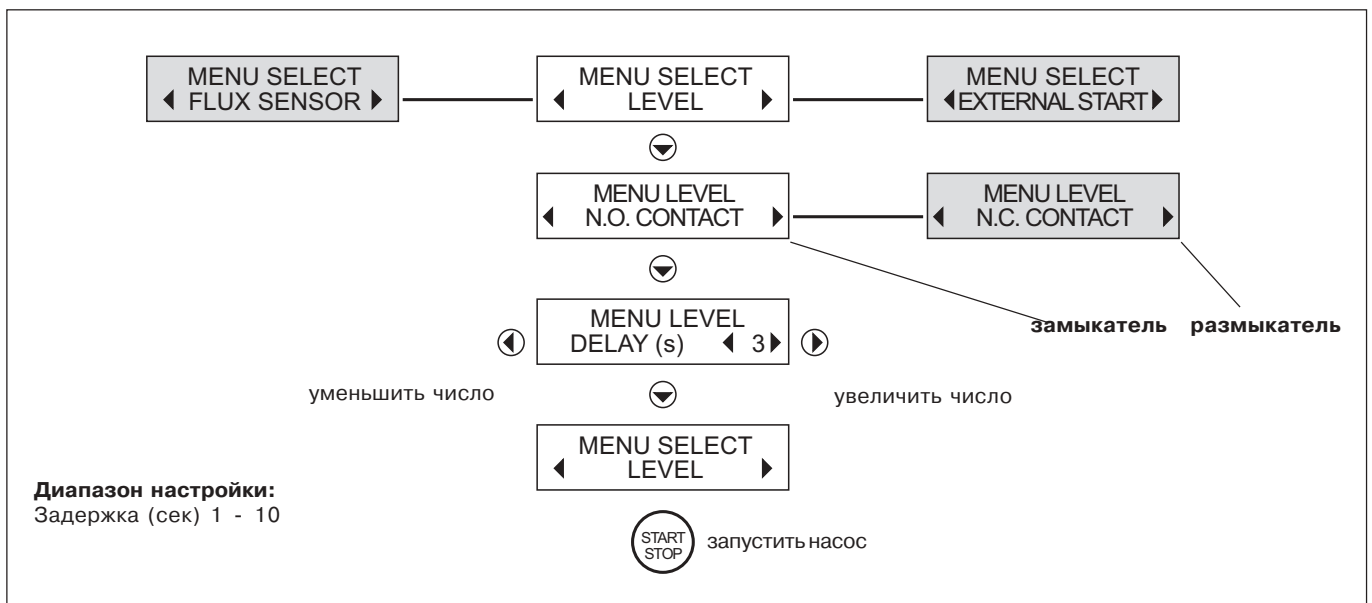 MENU SELECT
◀ FLUX SENSOR ▶
MENU SELECT
◀ LEVEL ▶
MENU SELECT
◀EXTERNAL START▶
MENU LEVEL
◀ N.O. CONTACT ▶
MENU LEVEL
◀ N.C. CONTACT ▶
замыкатель размыкатель
MENU LEVEL
DELAY (s) ◀ 3▶
уменьшить число
увеличить число
MENU SELECT
◀ LEVEL ▶
Диапазон настройки:
Задержка (сек) 1 - 10
START
STOP
запустить насос